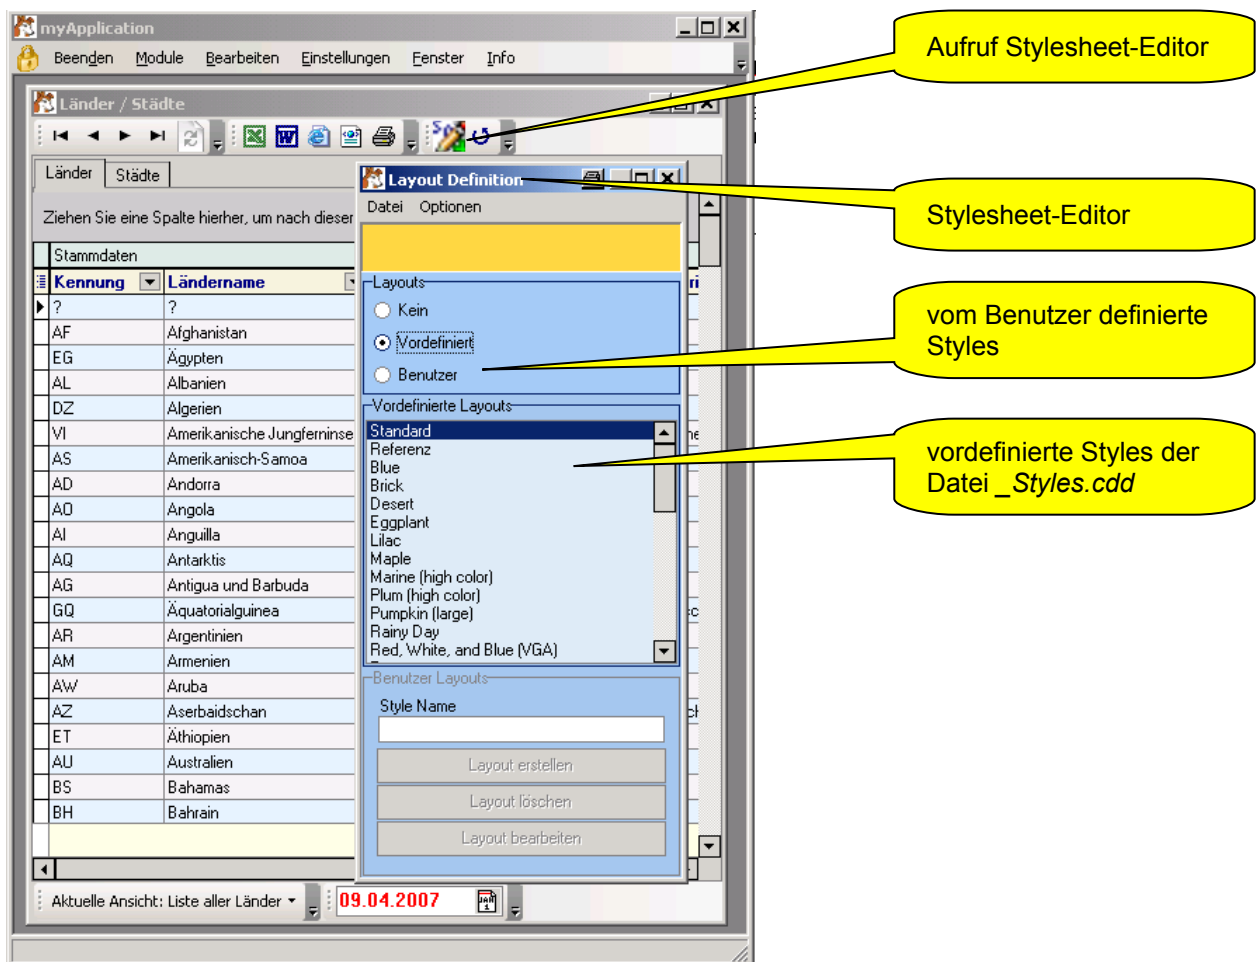 myApplication
Beenden Module Bearbeiten Einstellungen Fenster Info
Aufruf Stylesheet-Editor
Länder / Städte
Länder Städte
Layout Definition
Stylesheet-Editor
Datei Optionen
Ziehen Sie eine Spalte hierher, um nach dieser
Stammdaten
Kennung Ländername
Layouts
Kein
Vordefiniert
Benutzer
vom Benutzer definierte
Styles
Vordefinierte Layouts
Standard
Referenz
Blue
Brick
Desert
Eggplant
Lilac
Maple
Marine (high color)
Plum (high color)
Pumpkin (large)
Rainy Day
Red, White, and Blue (VGA)
vordefinierte Styles der
Datei _Styles.cdd
? ?
AF Afghanistan
EG Ägypten
AL Albanien
DZ Algerien
VI Amerikanische Jungferninse
AS Amerikanisch-Samoa
AD Andorra
AO Angola
AI Anguilla
AQ Antarktis
AG Antigua und Barbuda
GQ Äquatorialguinea
AR Argentinien
AM Armenien
AW Aruba
AZ Aserbaidschan
ET Äthiopien
AU Australien
BS Bahamas
BH Bahrain
Benutzer Layouts
Style Name
Layout erstellen
Layout löschen
Layout bearbeiten
Aktuelle Ansicht: Liste aller Länder
09.04.2007